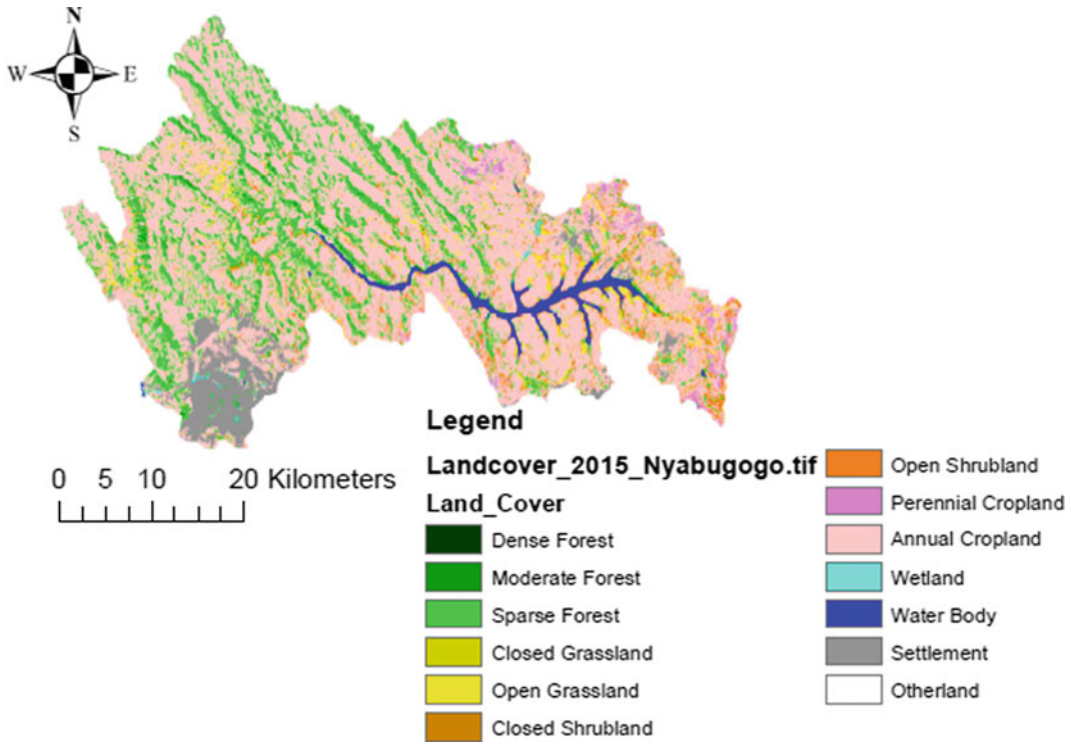 N
W E
S
0 5 10 20 Kilometers
Legend
Landcover_2015_Nyabugogo.tif
Land_Cover
Dense Forest
Moderate Forest
Sparse Forest
Closed Grassland
Open Grassland
Closed Shrubland
Open Shrubland
Perennial Cropland
Annual Cropland
Wetland
Water Body
Settlement
Otherland